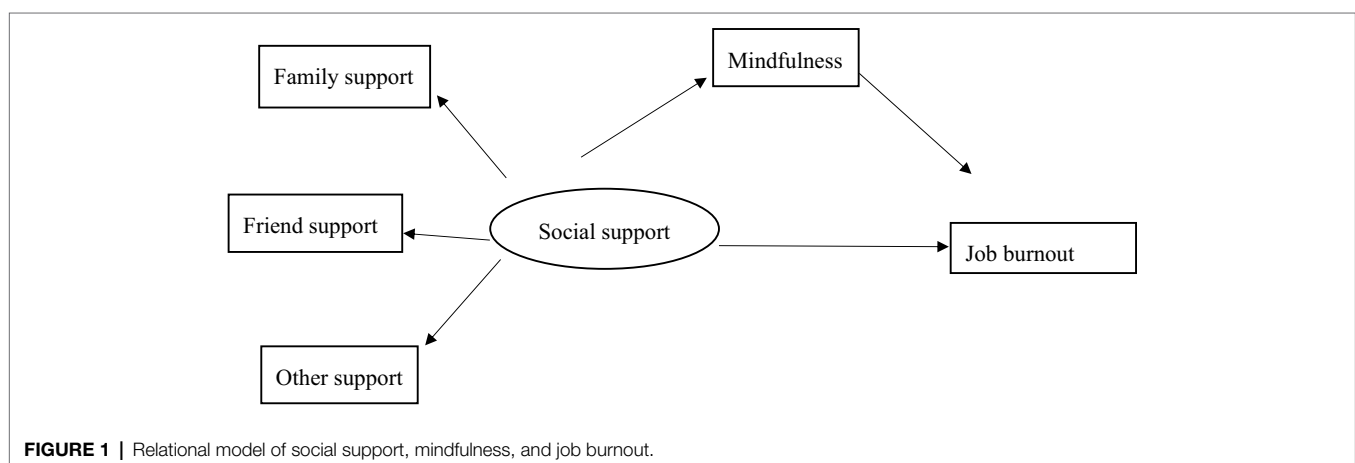 Mindfulness
Family support
Friend support
Social support
Job burnout
Other support
FIGURE 1 | Relational model of social support, mindfulness, and job burnout.